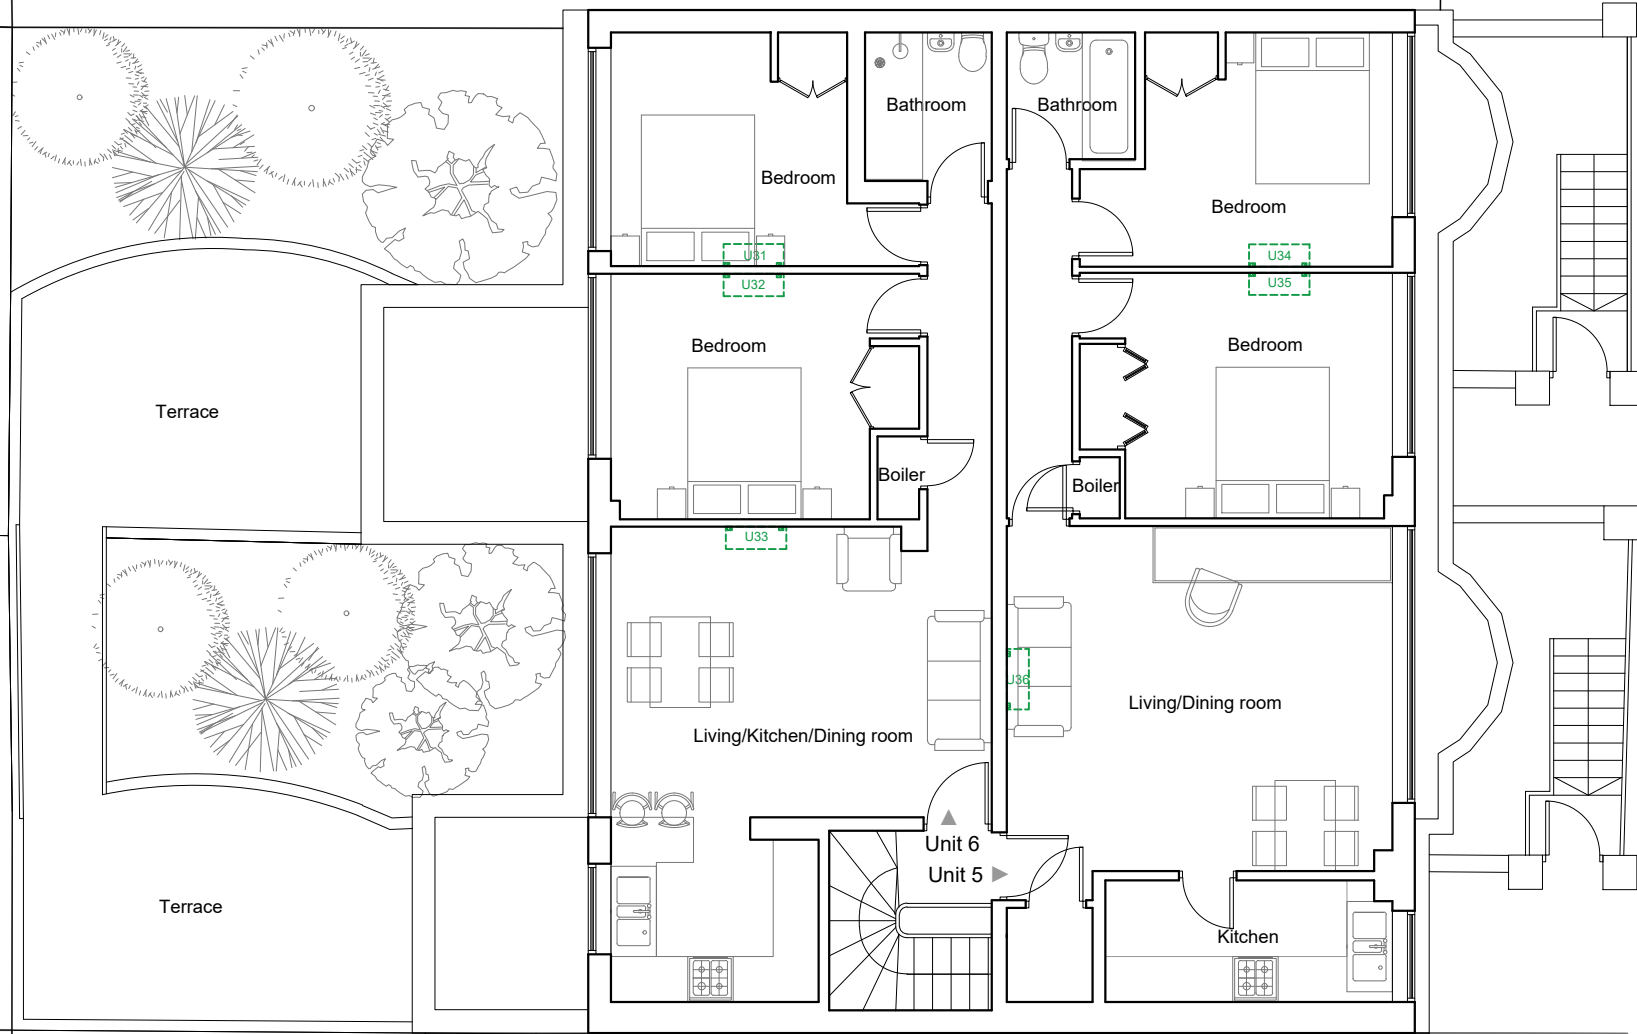 Bathroom
Bathroom
Bedroom
Bedroom
U31
U34
U32
U35
Bedroom
Bedroom
Terrace
Boiler
Boiler
U33
U36
Living/Dining room
Living/Kitchen/Dining room
Unit 6
Unit 5
Terrace
Kitchen